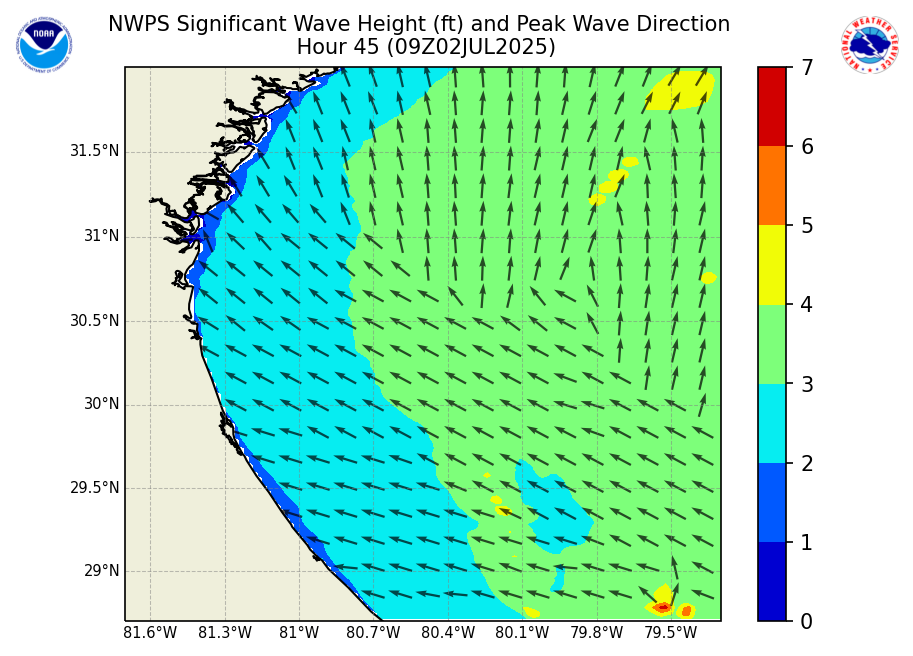 NWPS Significant Wave Height (ft) and Peak Wave Direction
Hour 45 (09Z02JUL2025)
NOAA
NATIONAL WEATHER SERVICE
31.5°N
31°N
30.5°N
30°N
29.5°N
29°N
81.6°W 81.3°W 81°W 80.7°W 80.4°W 80.1°W 79.8°W 79.5°W
7
6
5
4
3
2
1
0